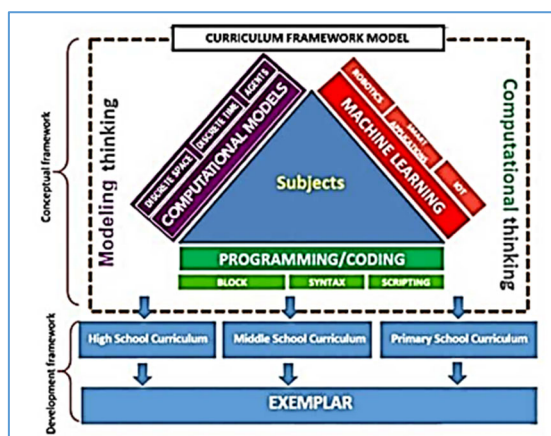 CURRICULUM FRAMEWORK MODEL
Conceptual framework
Modeling thinking
DISCRETE SPACE
DISCRETE TIME
AGENTS
COMPUTATIONAL MODELS
Subjects
ROBOTICS
SMART
APPLICATIONS
IOT
MACHINE LEARNING
Computational thinking
PROGRAMMING/CODING
BLOCK
SYNTAX
SCRIPTING
Development framework
High School Curriculum
Middle School Curriculum
Primary School Curriculum
EXEMPLAR